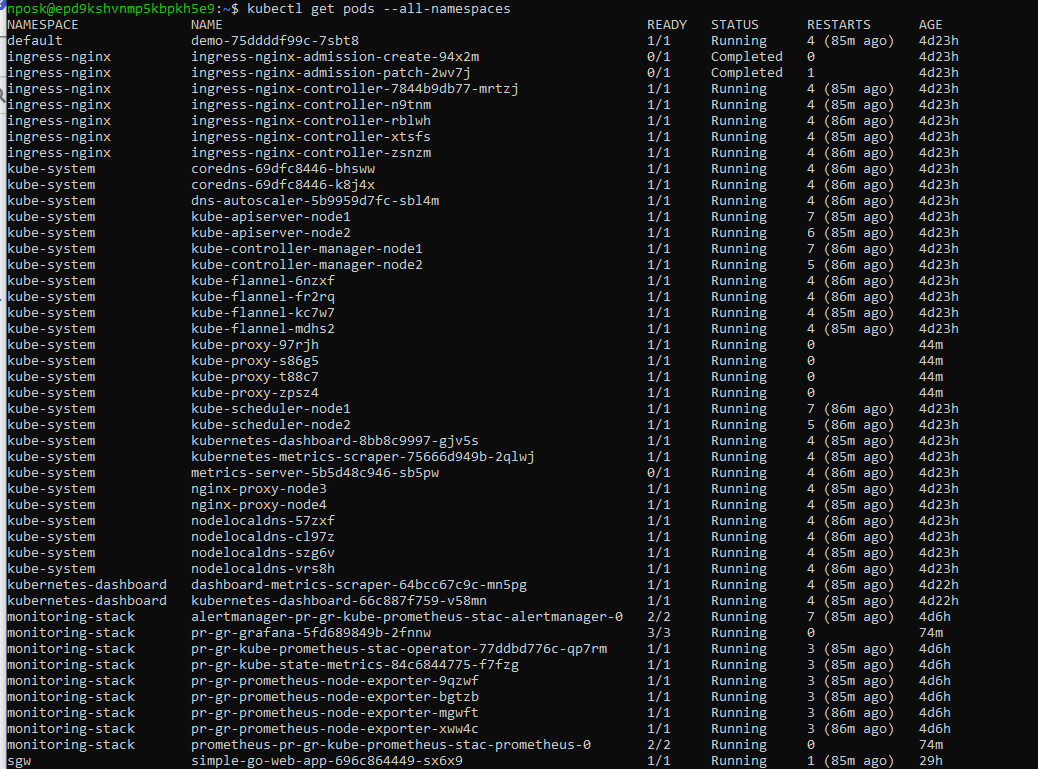 nposk@epd9kshvnmp5kbpkh5e9:~$ kubectl get pods --all-namespaces
NAMESPACE NAME READY STATUS RESTARTS AGE
default demo-75ddddf99c-7sbt8 1/1 Running 4 (85m ago) 4d23h
ingress-nginx ingress-nginx-admission-create-94x2m 0/1 Completed 0 4d23h
ingress-nginx ingress-nginx-admission-patch-2wv7j 0/1 Completed 1 4d23h
ingress-nginx ingress-nginx-controller-7844b9db77-mrtzj 1/1 Running 4 (85m ago) 4d23h
ingress-nginx ingress-nginx-controller-n9tnm 1/1 Running 4 (85m ago) 4d23h
ingress-nginx ingress-nginx-controller-rblwh 1/1 Running 4 (86m ago) 4d23h
ingress-nginx ingress-nginx-controller-xtsfs 1/1 Running 4 (85m ago) 4d23h
ingress-nginx ingress-nginx-controller-zsnzm 1/1 Running 4 (86m ago) 4d23h
kube-system coredns-69dfc8446-bhsww 1/1 Running 4 (86m ago) 4d23h
kube-system coredns-69dfc8446-k8j4x 1/1 Running 4 (86m ago) 4d23h
kube-system dns-autoscaler-5b9959d7fc-sbl4m 1/1 Running 4 (86m ago) 4d23h
kube-system kube-apiserver-node1 1/1 Running 7 (85m ago) 4d23h
kube-system kube-apiserver-node2 1/1 Running 6 (85m ago) 4d23h
kube-system kube-controller-manager-node1 1/1 Running 7 (86m ago) 4d23h
kube-system kube-controller-manager-node2 1/1 Running 5 (86m ago) 4d23h
kube-system kube-flannel-6nzxf 1/1 Running 4 (86m ago) 4d23h
kube-system kube-flannel-fr2rq 1/1 Running 4 (86m ago) 4d23h
kube-system kube-flannel-kc7w7 1/1 Running 4 (85m ago) 4d23h
kube-system kube-flannel-mdhs2 1/1 Running 4 (85m ago) 4d23h
kube-system kube-proxy-97rjh 1/1 Running 0 44m
kube-system kube-proxy-s86g5 1/1 Running 0 44m
kube-system kube-proxy-t88c7 1/1 Running 0 44m
kube-system kube-proxy-zpsz4 1/1 Running 0 44m
kube-system kube-scheduler-node1 1/1 Running 7 (86m ago) 4d23h
kube-system kube-scheduler-node2 1/1 Running 5 (86m ago) 4d23h
kube-system kubernetes-dashboard-8bb8c9997-gjv5s 1/1 Running 4 (85m ago) 4d23h
kube-system kubernetes-metrics-scraper-75666d949b-2qlwj 1/1 Running 4 (85m ago) 4d23h
kube-system metrics-server-5b5d48c946-sb5pw 0/1 Running 4 (86m ago) 4d23h
kube-system nginx-proxy-node3 1/1 Running 4 (85m ago) 4d23h
kube-system nginx-proxy-node4 1/1 Running 4 (85m ago) 4d23h
kube-system nodelocaldns-57zxf 1/1 Running 4 (86m ago) 4d23h
kube-system nodelocaldns-cl97z 1/1 Running 4 (86m ago) 4d23h
kube-system nodelocaldns-szg6v 1/1 Running 4 (85m ago) 4d23h
kube-system nodelocaldns-vrs8h 1/1 Running 4 (86m ago) 4d23h
kubernetes-dashboard dashboard-metrics-scraper-64bcc67c9c-mn5pg 1/1 Running 4 (85m ago) 4d22h
kubernetes-dashboard kubernetes-dashboard-66c887f759-v58mn 1/1 Running 4 (85m ago) 4d22h
monitoring-stack alertmanager-pr-gr-kube-prometheus-stac-alertmanager-0 2/2 Running 7 (85m ago) 4d6h
monitoring-stack pr-gr-grafana-5fd689849b-2fnnw 3/3 Running 0 74m
monitoring-stack pr-gr-kube-prometheus-stac-operator-77ddbd776c-qp7rm 1/1 Running 3 (85m ago) 4d6h
monitoring-stack pr-gr-kube-state-metrics-84c6844775-f7fzg 1/1 Running 3 (85m ago) 4d6h
monitoring-stack pr-gr-prometheus-node-exporter-9qzwf 1/1 Running 3 (85m ago) 4d6h
monitoring-stack pr-gr-prometheus-node-exporter-bgtzb 1/1 Running 3 (85m ago) 4d6h
monitoring-stack pr-gr-prometheus-node-exporter-mgwft 1/1 Running 3 (86m ago) 4d6h
monitoring-stack pr-gr-prometheus-node-exporter-xww4c 1/1 Running 3 (86m ago) 4d6h
monitoring-stack prometheus-pr-gr-kube-prometheus-stac-prometheus-0 2/2 Running 0 74m
sgw simple-go-web-app-696c864449-sx6x9 1/1 Running 1 (85m ago) 29h